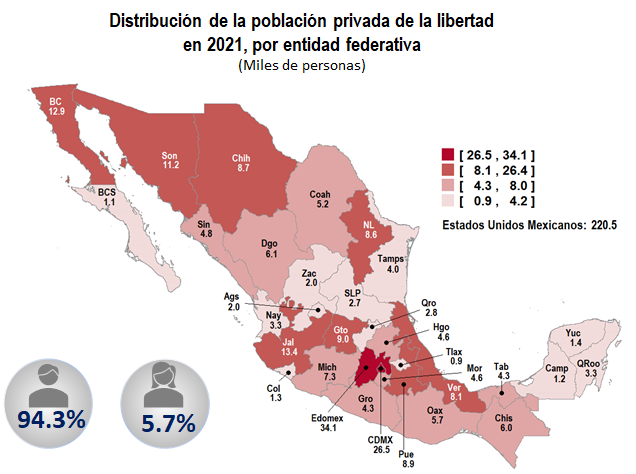 Distribución de la población privada de la libertad
en 2021, por entidad federativa
(Miles de personas)
BC
12.9
Son
11.2
Chih
8.7
[ 26.5 , 34.1 ]
[ 8.1 , 26.4 ]
[ 4.3 , 8.0 ]
[ 0.9 , 4.2 ]
Estados Unidos Mexicanos: 220.5
BCS
1.1
Coah
5.2
Sin
4.8
NL
8.6
Dgo
6.1
Tamps
4.0
Zac
2.0
SLP
2.7
Ags
2.0
Qro
2.8
Nay
3.3
Hgo
4.6
Gto
9.0
Jal
13.4
Tlax
0.9
Yuc
1.4
Camp
1.2
QRoo
3.3
Mich
7.3
Mor
4.6
Tab
4.3
Col
1.3
Ver
8.1
Gro
4.3
Edomex
34.1
Oax
5.7
Chis
6.0
CDMX
26.5
Pue
8.9
94.3%
5.7%